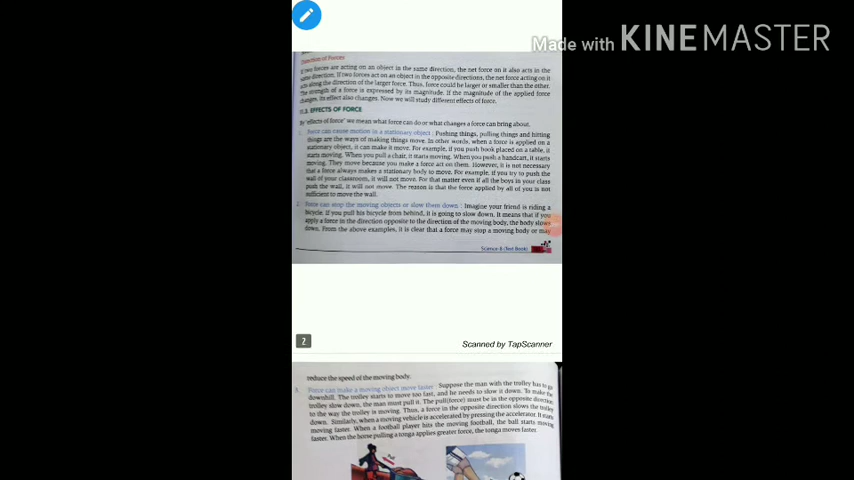 Made with KINEMASTER
Direction of Forces
If two forces are acting on an object in the same direction, the net force on it also acts in the
same direction. If two forces act on an object in the opposite directions, the net force acting on it
acts along the direction of the larger force. Thus, force could be larger or smaller than the other.
The strength of a force is expressed by its magnitude. If the magnitude of the applied force
changes, its effect also changes. Now we will study different effects of force.
EFFECTS OF FORCE
By 'effects of force' we mean what force can do or what changes a force can bring about.
1. Force can cause motion in a stationary object : Pushing things, pulling things and hitting
things are the ways of making things move. In other words, when a force is applied on a
stationary object, it can make it move. For example, if you push book placed on a table, it
starts moving. When you pull a chair, it starts moving. When you push a handcart, it starts
moving. They move because you make a force act on them. However, it is not necessary
that a force always makes a stationary body to move. For example, if you try to push the
wall of your classroom, it will not move. For that matter even if all the boys in your class
push the wall, it will not move. The reason is that the force applied by all of you is not
sufficient to move the wall.
2. Force can stop the moving objects or slow them down : Imagine your friend is riding a
bicycle. If you pull his bicycle from behind, it is going to slow down. It means that if you
apply a force in the direction opposite to the direction of the moving body, the body slows
down. From the above examples, it is clear that a force may stop a moving body or may
Science-8 (Text Book)
2
Scanned by TapScanner
reduce the speed of the moving body.
3. Force can make a moving object move faster : Suppose the man with the trolley has to go
downhill. The trolley starts to move too fast, and he needs to slow it down. To make the
trolley slow down, the man must pull it. The pull(force) must be in the opposite direction
to the way the trolley is moving. Thus, a force in the opposite direction slows the trolley
down. Similarly, when a moving vehicle is accelerated by pressing the accelerator. It starts
moving faster. When a football player hits the moving football, the ball starts moving
faster. When the horse pulling a tonga applies greater force, the tonga moves faster.
Pull